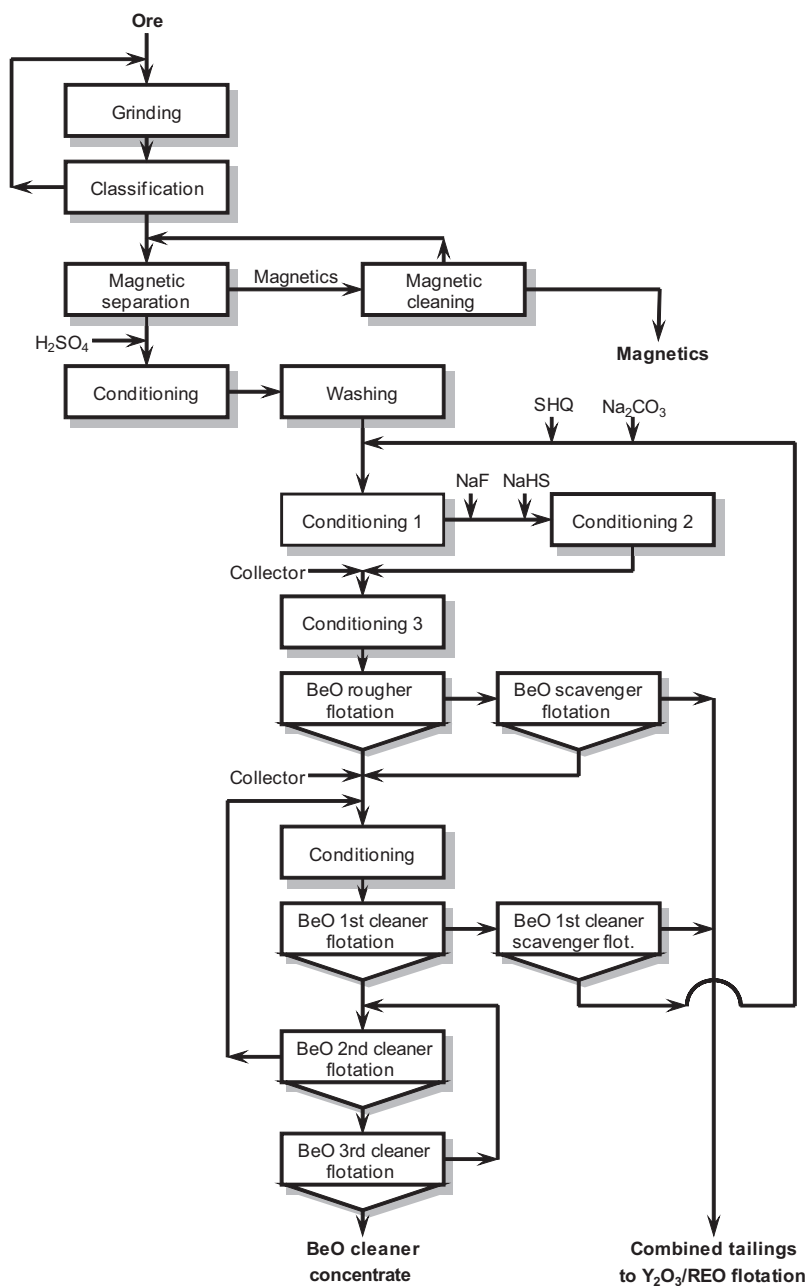 Ore
Grinding
Classification
Magnetic
separation
Magnetics
Magnetic
cleaning
Magnetics
H₂SO₄
Conditioning
Washing
SHQ
Na₂CO₃
Conditioning 1
NaF
NaHS
Conditioning 2
Collector
Conditioning 3
BeO rougher
flotation
BeO scavenger
flotation
Collector
Conditioning
BeO 1st cleaner
flotation
BeO 1st cleaner
scavenger flot.
BeO 2nd cleaner
flotation
BeO 3rd cleaner
flotation
BeO cleaner
concentrate
Combined tailings
to Y₂O₃/REO flotation